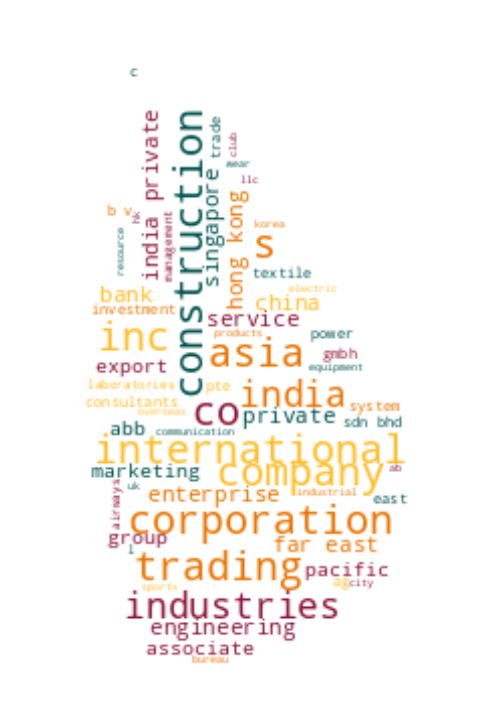 c
india private
construction
trade
club
wear
llc
singapore
b v
hk
management
resource
hong kong
korea
s
textile
bank
electric
investment
china
service
inc
products
power
asia
gmbh
export
equipment
laboratories
pte
india
consultants
overseas
co
private
system
sdn bhd
abb
communication
international
marketing
company
ab
uk
airways
enterprise
industrial
east
corporation
group
l
far east
trading
pacific
sports
ag
city
industries
engineering
associate
bureau